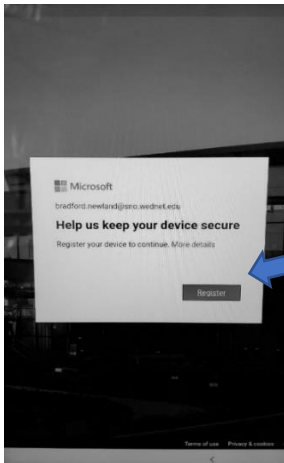 Microsoft
bradford.newland@sno.wednet.edu
Help us keep your device secure
Register your device to continue. More details
Register
Terms of use Privacy & cookies